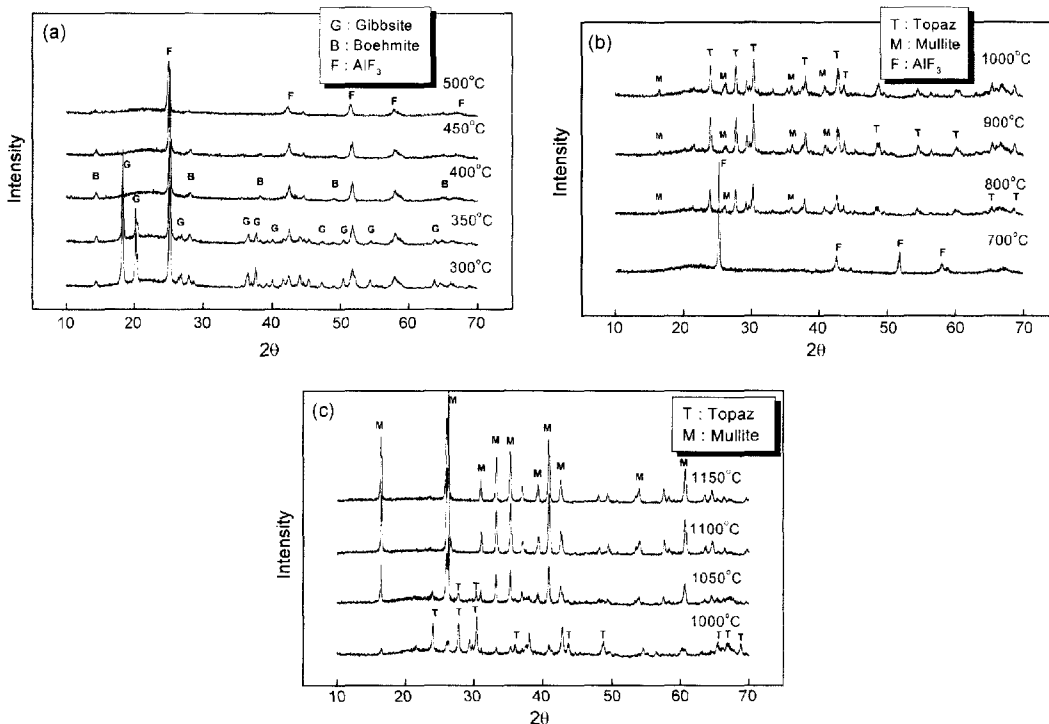 (a)
G : Gibbsite
B : Boehmite
F : AlF₃
F
500°C
F F F F
450°C
G
400°C
B B B B B
G
350°C
G G G G G G G G
300°C
Intensity
10 20 30 40 50 60 70
2θ
(b)
T : Topaz
M : Mullite
F : AlF₃
T T T T T T
1000°C
M M M M
900°C
M M M M T T T
F
800°C
M M M T T
700°C
F F F
Intensity
10 20 30 40 50 60 70
2θ
(c)
T : Topaz
M : Mullite
M M M M M M M M M M
1150°C
1100°C
1050°C
T T
1000°C
T T T T T T T T T
Intensity
10 20 30 40 50 60 70
2θ